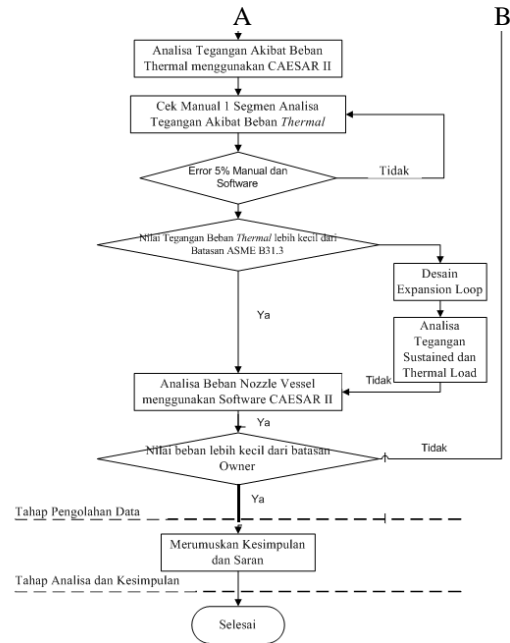 A
B
Analisa Tegangan Akibat Beban
Thermal menggunakan CAESAR II
Cek Manual 1 Segmen Analisa
Tegangan Akibat Beban Thermal
Error 5% Manual dan
Software
Tidak
Nilai Tegangan Beban Thermal lebih kecil dari
Batasan ASME B31.3
Desain
Expansion Loop
Ya
Analisa
Tegangan
Sustained dan
Thermal Load
Tidak
Analisa Beban Nozzle Vessel
menggunakan Software CAESAR II
Ya
Nilai beban lebih kecil dari batasan
Owner
Tidak
Ya
Tahap Pengolahan Data
Merumuskan Kesimpulan
dan Saran
Tahap Analisa dan Kesimpulan
Selesai